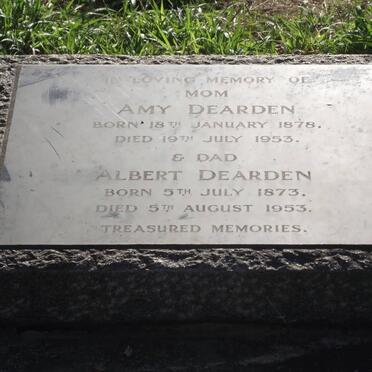 IN LOVING MEMORY OF
MOM
AMY DEARDEN
BORN 18TH JANUARY 1878.
DIED 19TH JULY 1953.
& DAD
ALBERT DEARDEN
BORN 5TH JULY 1873.
DIED 5TH AUGUST 1953.
TREASURED MEMORIES.